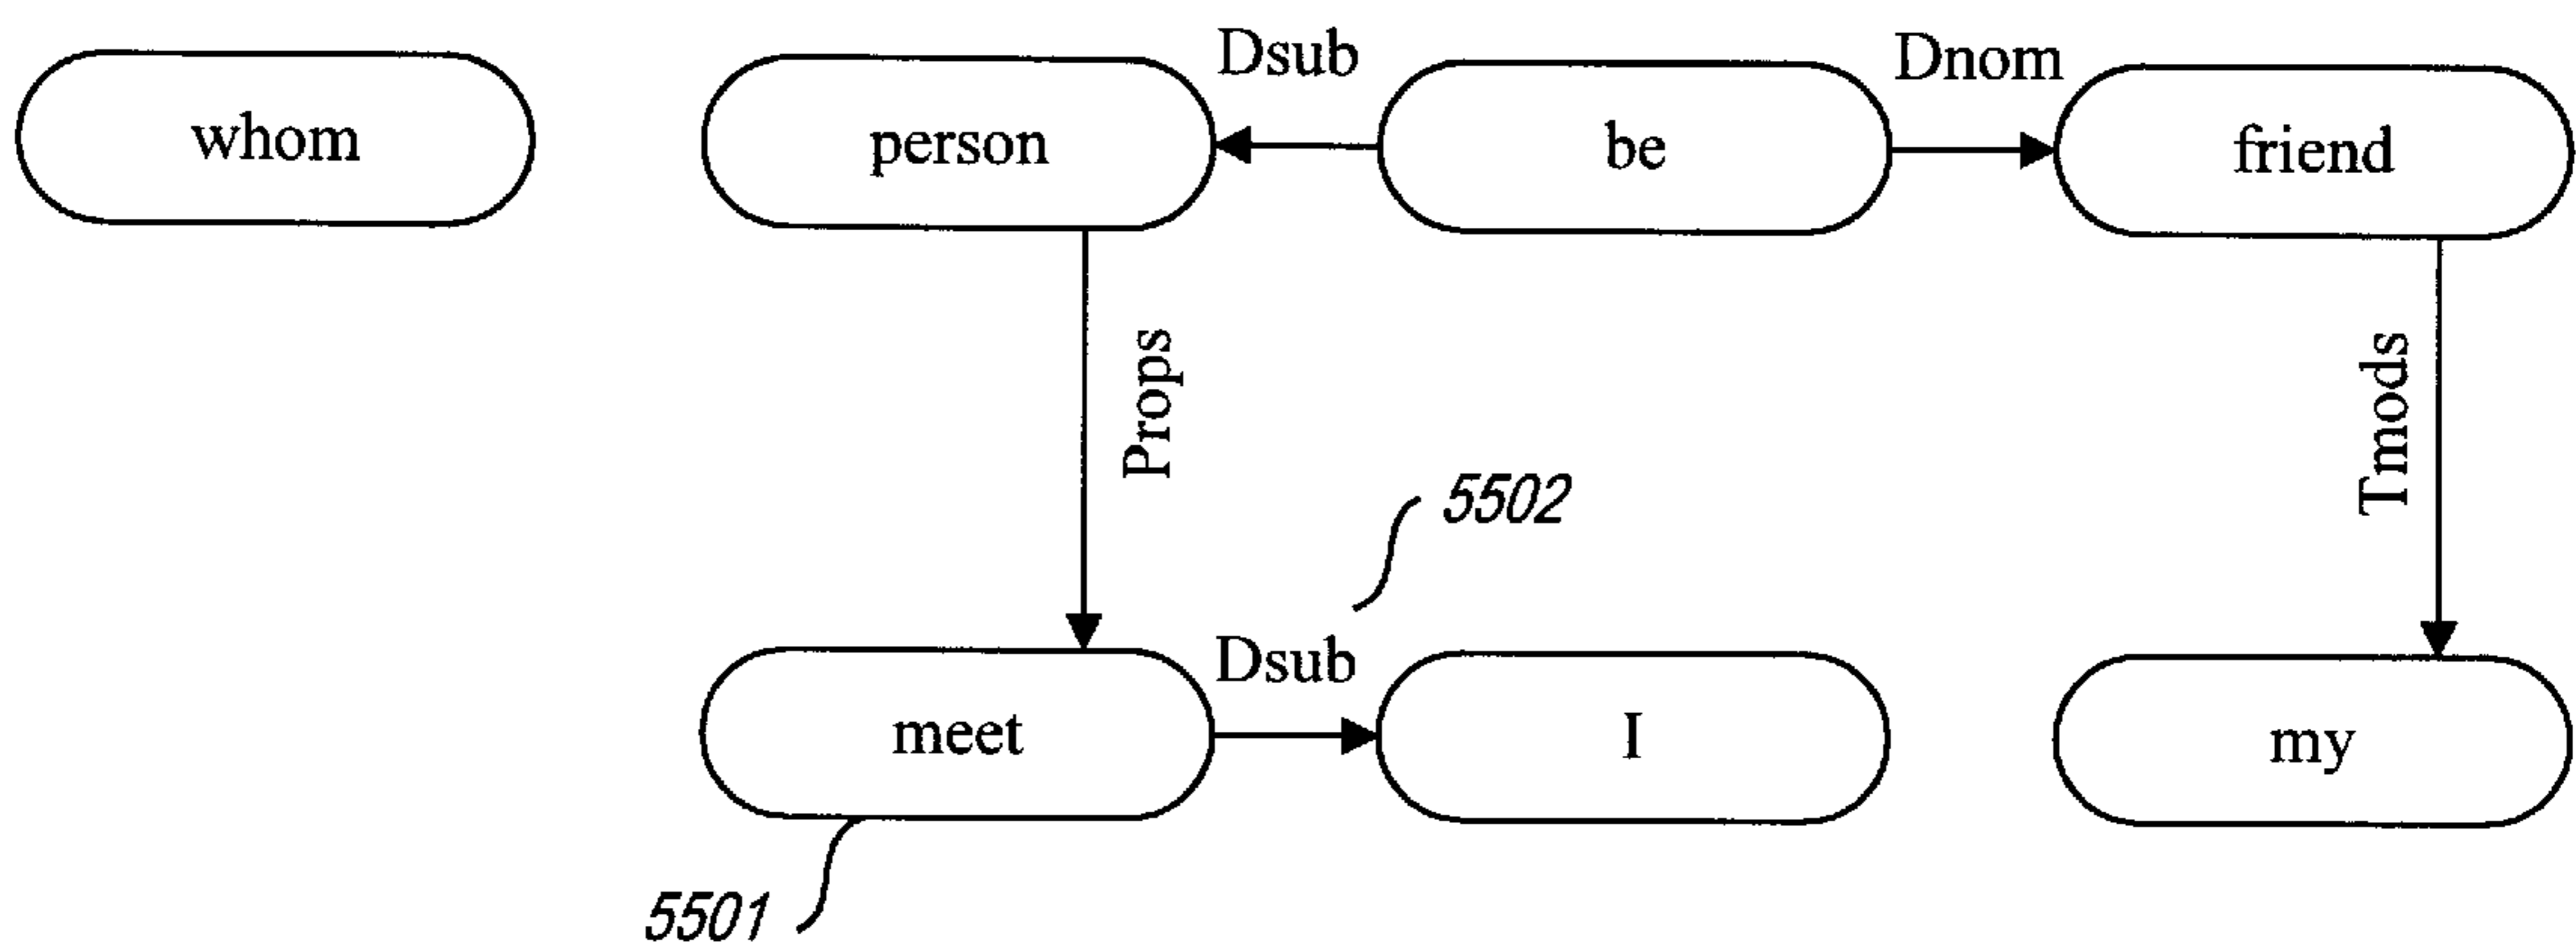 Dsub Dnom
whom person be friend
Props
Tmods
5502
Dsub
meet I my
5501